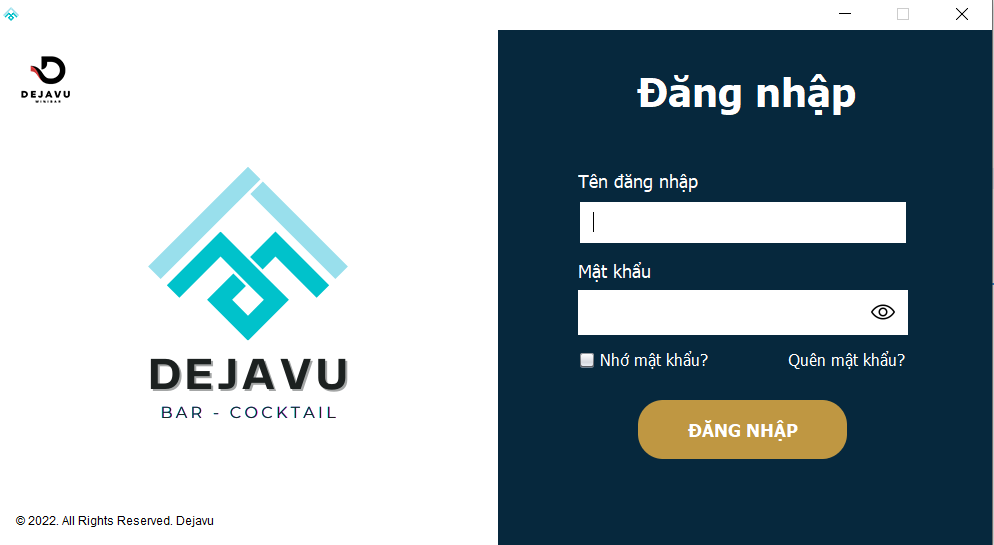 DEJAVU
MINIBAR
DEJAVU
BAR - COCKTAIL
© 2022. All Rights Reserved. Dejavu
Đăng nhập
Tên đăng nhập
Mật khẩu
Nhớ mật khẩu?
Quên mật khẩu?
ĐĂNG NHẬP